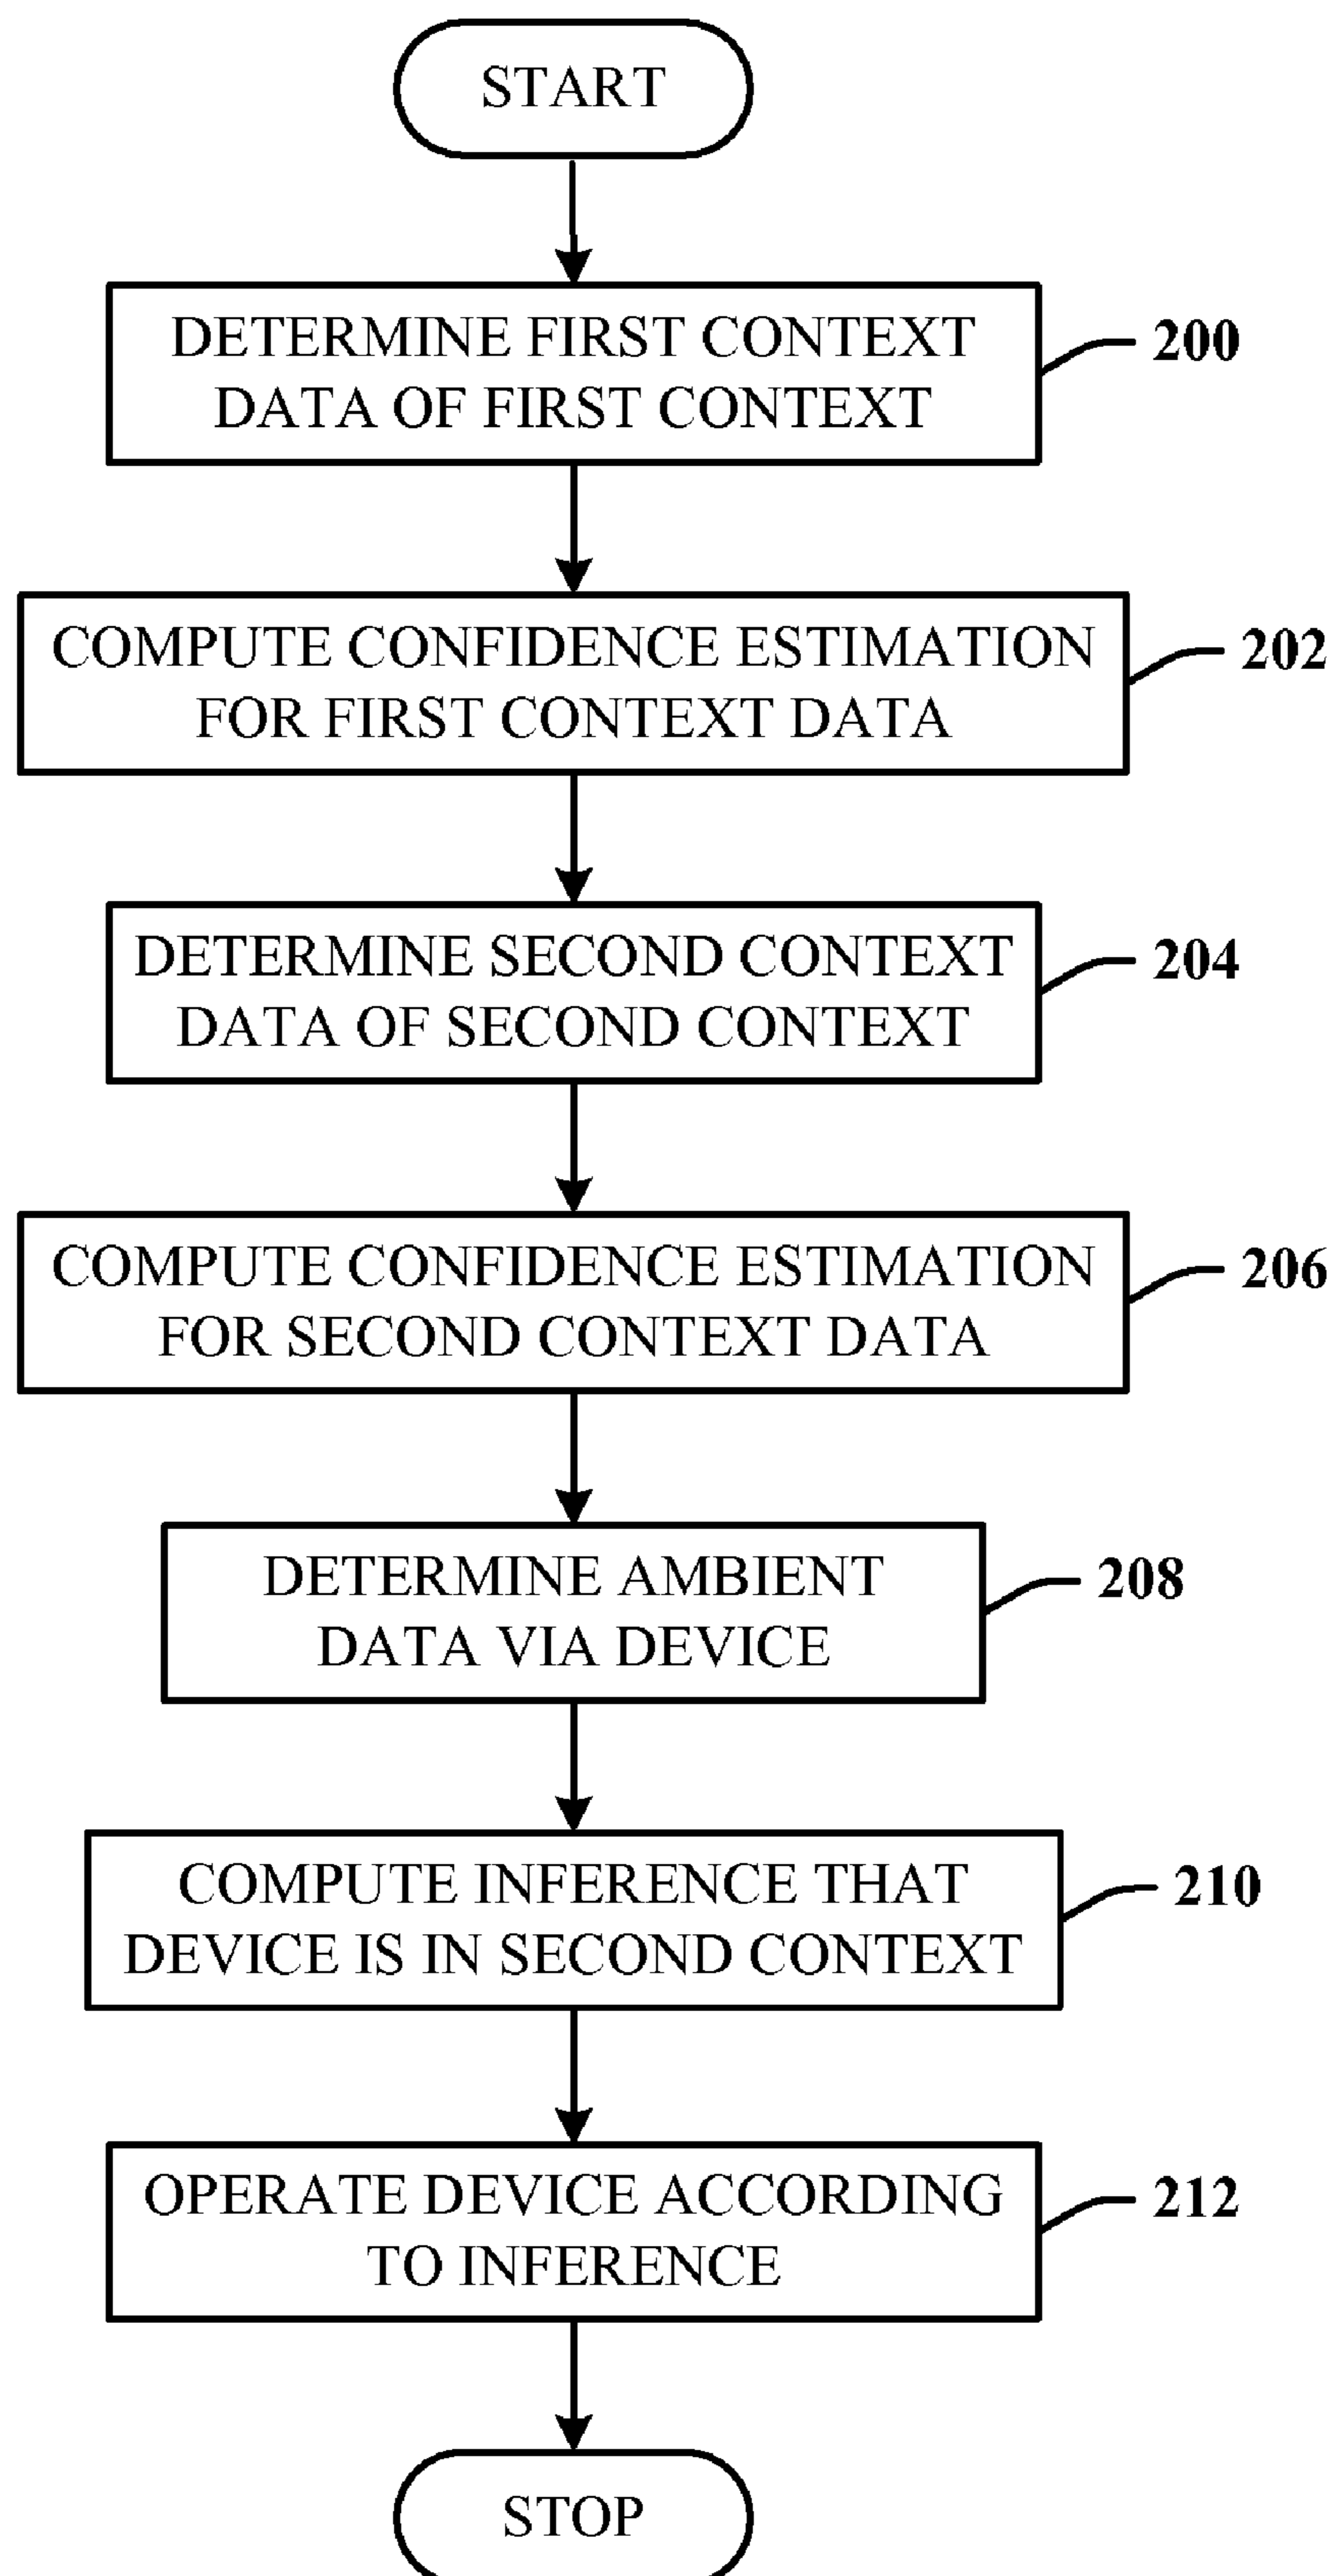 START
DETERMINE FIRST CONTEXT
DATA OF FIRST CONTEXT
200
COMPUTE CONFIDENCE ESTIMATION
FOR FIRST CONTEXT DATA
202
DETERMINE SECOND CONTEXT
DATA OF SECOND CONTEXT
204
COMPUTE CONFIDENCE ESTIMATION
FOR SECOND CONTEXT DATA
206
DETERMINE AMBIENT
DATA VIA DEVICE
208
COMPUTE INFERENCE THAT
DEVICE IS IN SECOND CONTEXT
210
OPERATE DEVICE ACCORDING
TO INFERENCE
212
STOP